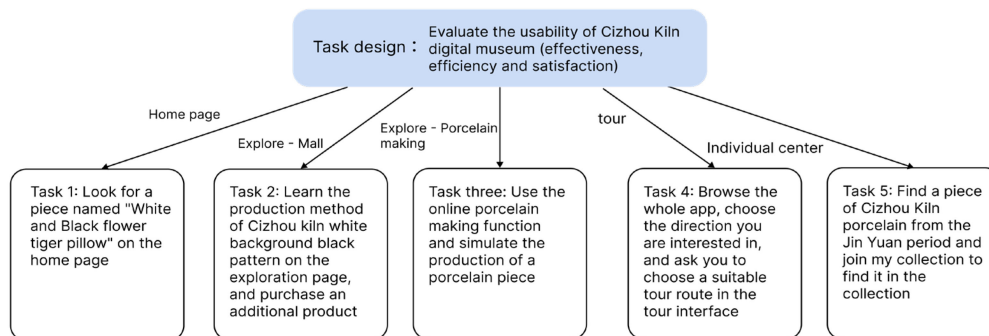 Task design：
Evaluate the usability of Cizhou Kiln
digital museum (effectiveness,
efficiency and satisfaction)
Home page
Explore - Mall
Explore - Porcelain
making
tour
Individual center
Task 1: Look for a
piece named "White
and Black flower
tiger pillow" on the
home page
Task 2: Learn the
production method
of Cizhou kiln white
background black
pattern on the
exploration page,
and purchase an
additional product
Task three: Use the
online porcelain
making function
and simulate the
production of a
porcelain piece
Task 4: Browse the
whole app, choose
the direction you
are interested in,
and ask you to
choose a suitable
tour route in the
tour interface
Task 5: Find a piece
of Cizhou Kiln
porcelain from the
Jin Yuan period and
join my collection to
find it in the
collection